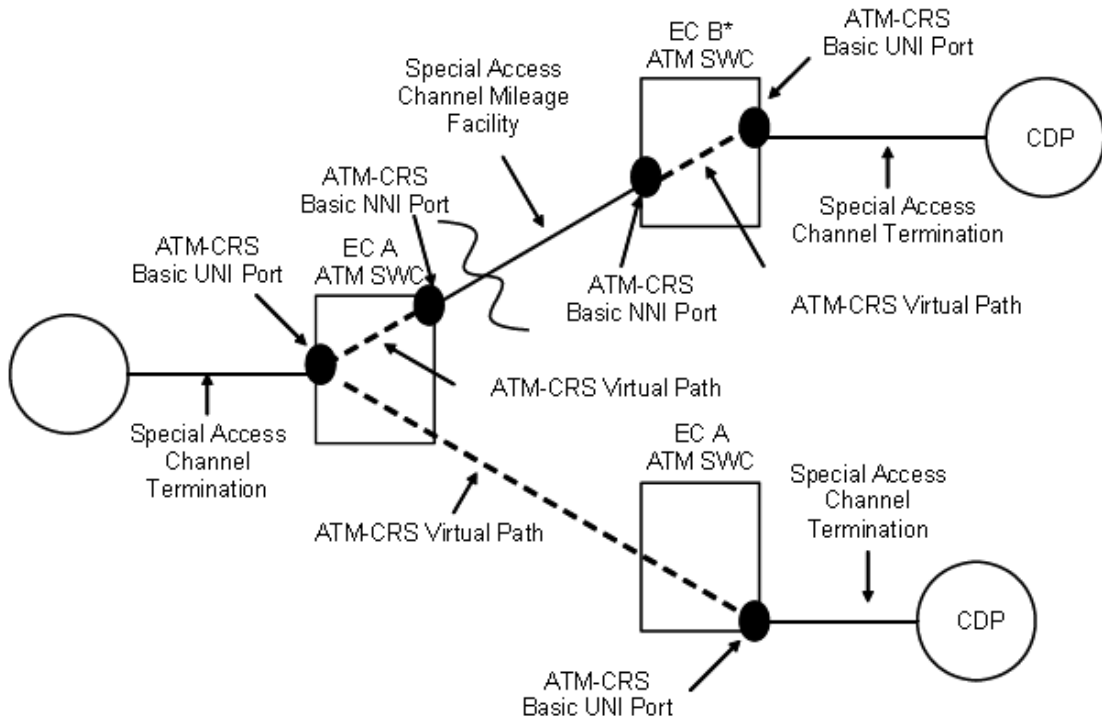 ATM-CRS
Basic UNI Port
EC B*
ATM SWC
Special Access
Channel Mileage
Facility
CDP
ATM-CRS
Basic NNI Port
Special Access
Channel Termination
ATM-CRS
Basic UNI Port
EC A
ATM SWC
ATM-CRS
Basic NNI Port
ATM-CRS Virtual Path
ATM-CRS Virtual Path
Special Access
Channel
Termination
EC A
ATM SWC
Special Access
Channel
Termination
ATM-CRS Virtual Path
CDP
ATM-CRS
Basic UNI Port